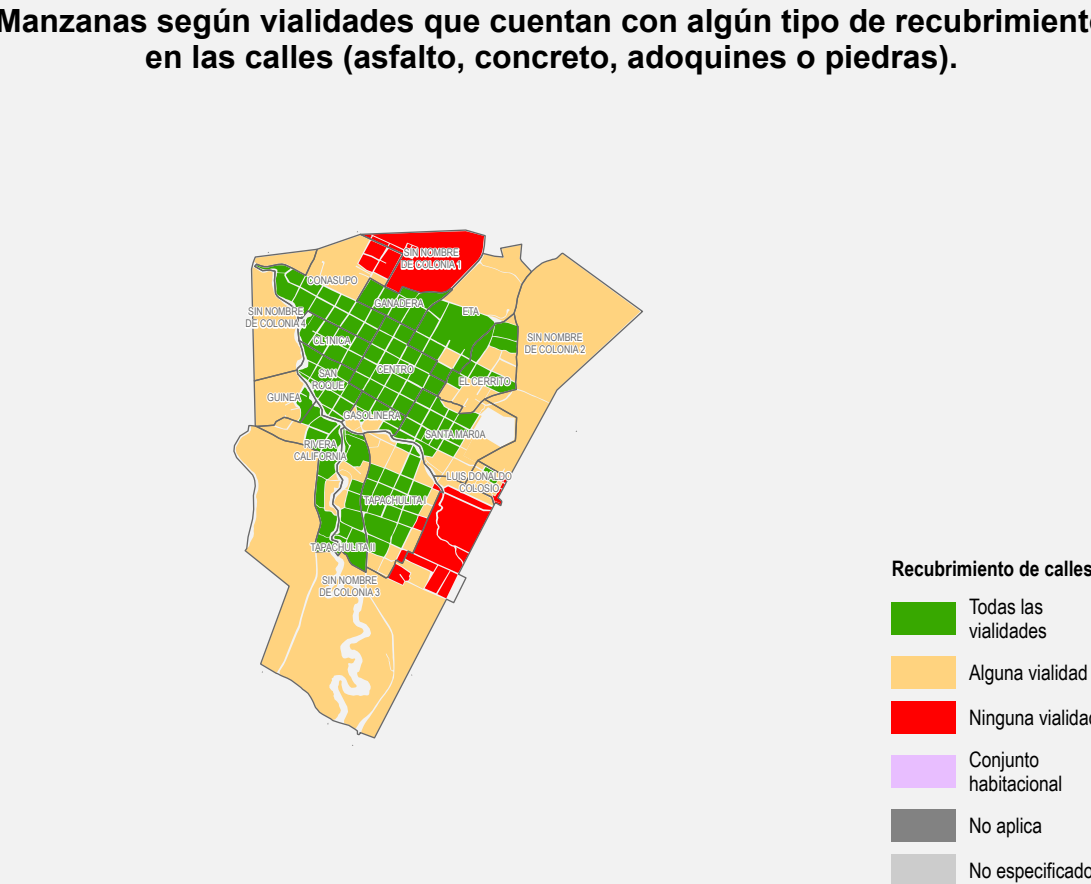 Manzanas según vialidades que cuentan con algún tipo de recubrimiento
en las calles (asfalto, concreto, adoquines o piedras).
SIN NOMBRE
DE COLONIA 1
CONASUPO
GANADERA
SIN NOMBRE
DE COLONIA 4
ETA
CLINICA
SIN NOMBRE
DE COLONIA 2
CENTRO
SAN
ROQUE
EL CERRITO
GUINEA
GASOLINERA
SANTA MAR0A
RIVERA
CALIFORNIA
LUIS DONALDO
COLOSIO
TAPACHULITA I
TAPACHULITA II
SIN NOMBRE
DE COLONIA 3
Recubrimiento de calles
Todas las
vialidades
Alguna vialidad
Ninguna vialidad
Conjunto
habitacional
No aplica
No especificado